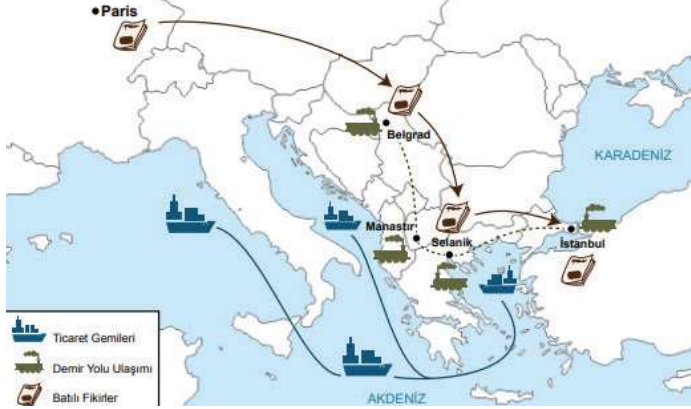 Paris
Belgrad
KARADENİZ
Manastır
Selanik
İstanbul
Ticaret Gemileri
Demir Yolu Ulaşımı
Batılı Fikirler
AKDENİZ